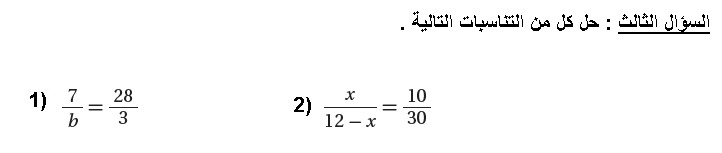 السؤال الثالث : حل كل من التناسبات التالية .
1) 7/b = 28/3
2) x/(12 – x) = 10/30